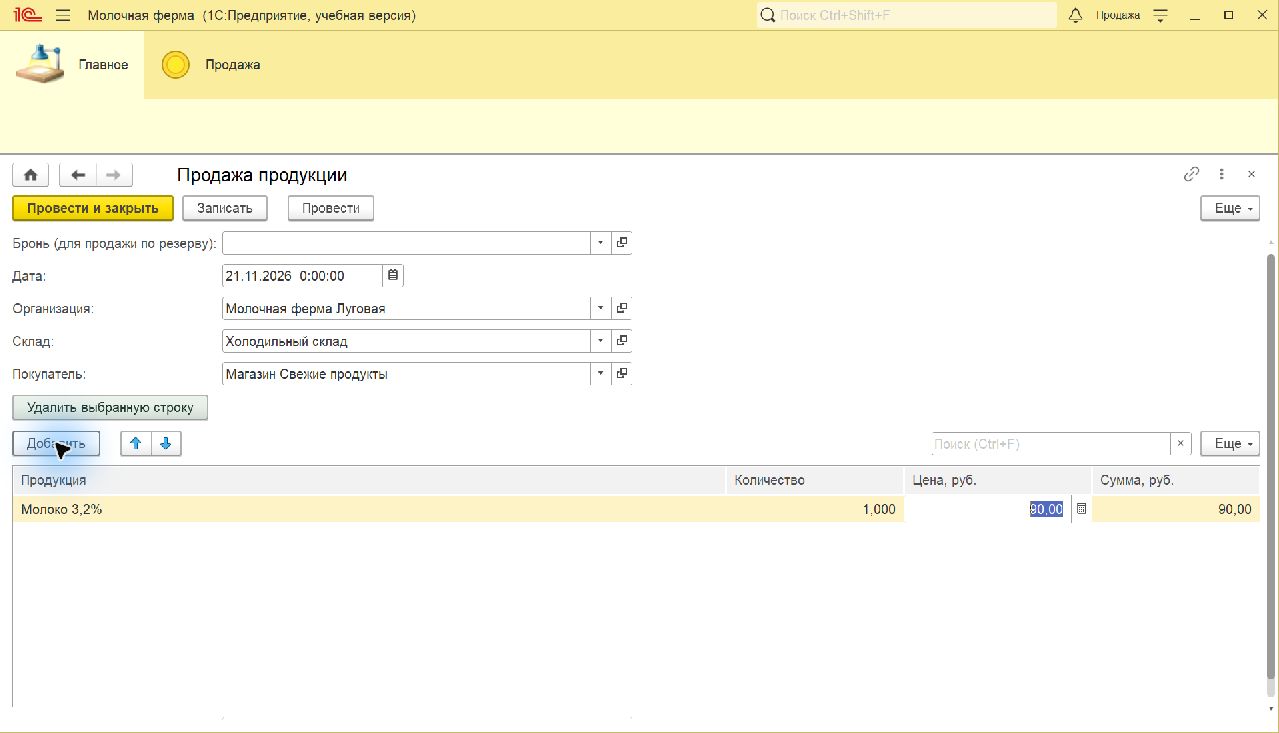 1С Молочная ферма (1С:Предприятие, учебная версия) Поиск Ctrl+Shift+F Продажа
Главное Продажа
Продажа продукции
Провести и закрыть Записать Провести Еще
Бронь (для продажи по резерву):
Дата: 21.11.2026 0:00:00
Организация: Молочная ферма Луговая
Склад: Холодильный склад
Покупатель: Магазин Свежие продукты
Удалить выбранную строку
Добавить Поиск (Ctrl+F) × Еще
Продукция Количество Цена, руб. Сумма, руб.
Молоко 3,2% 1,000 90,00 90,00